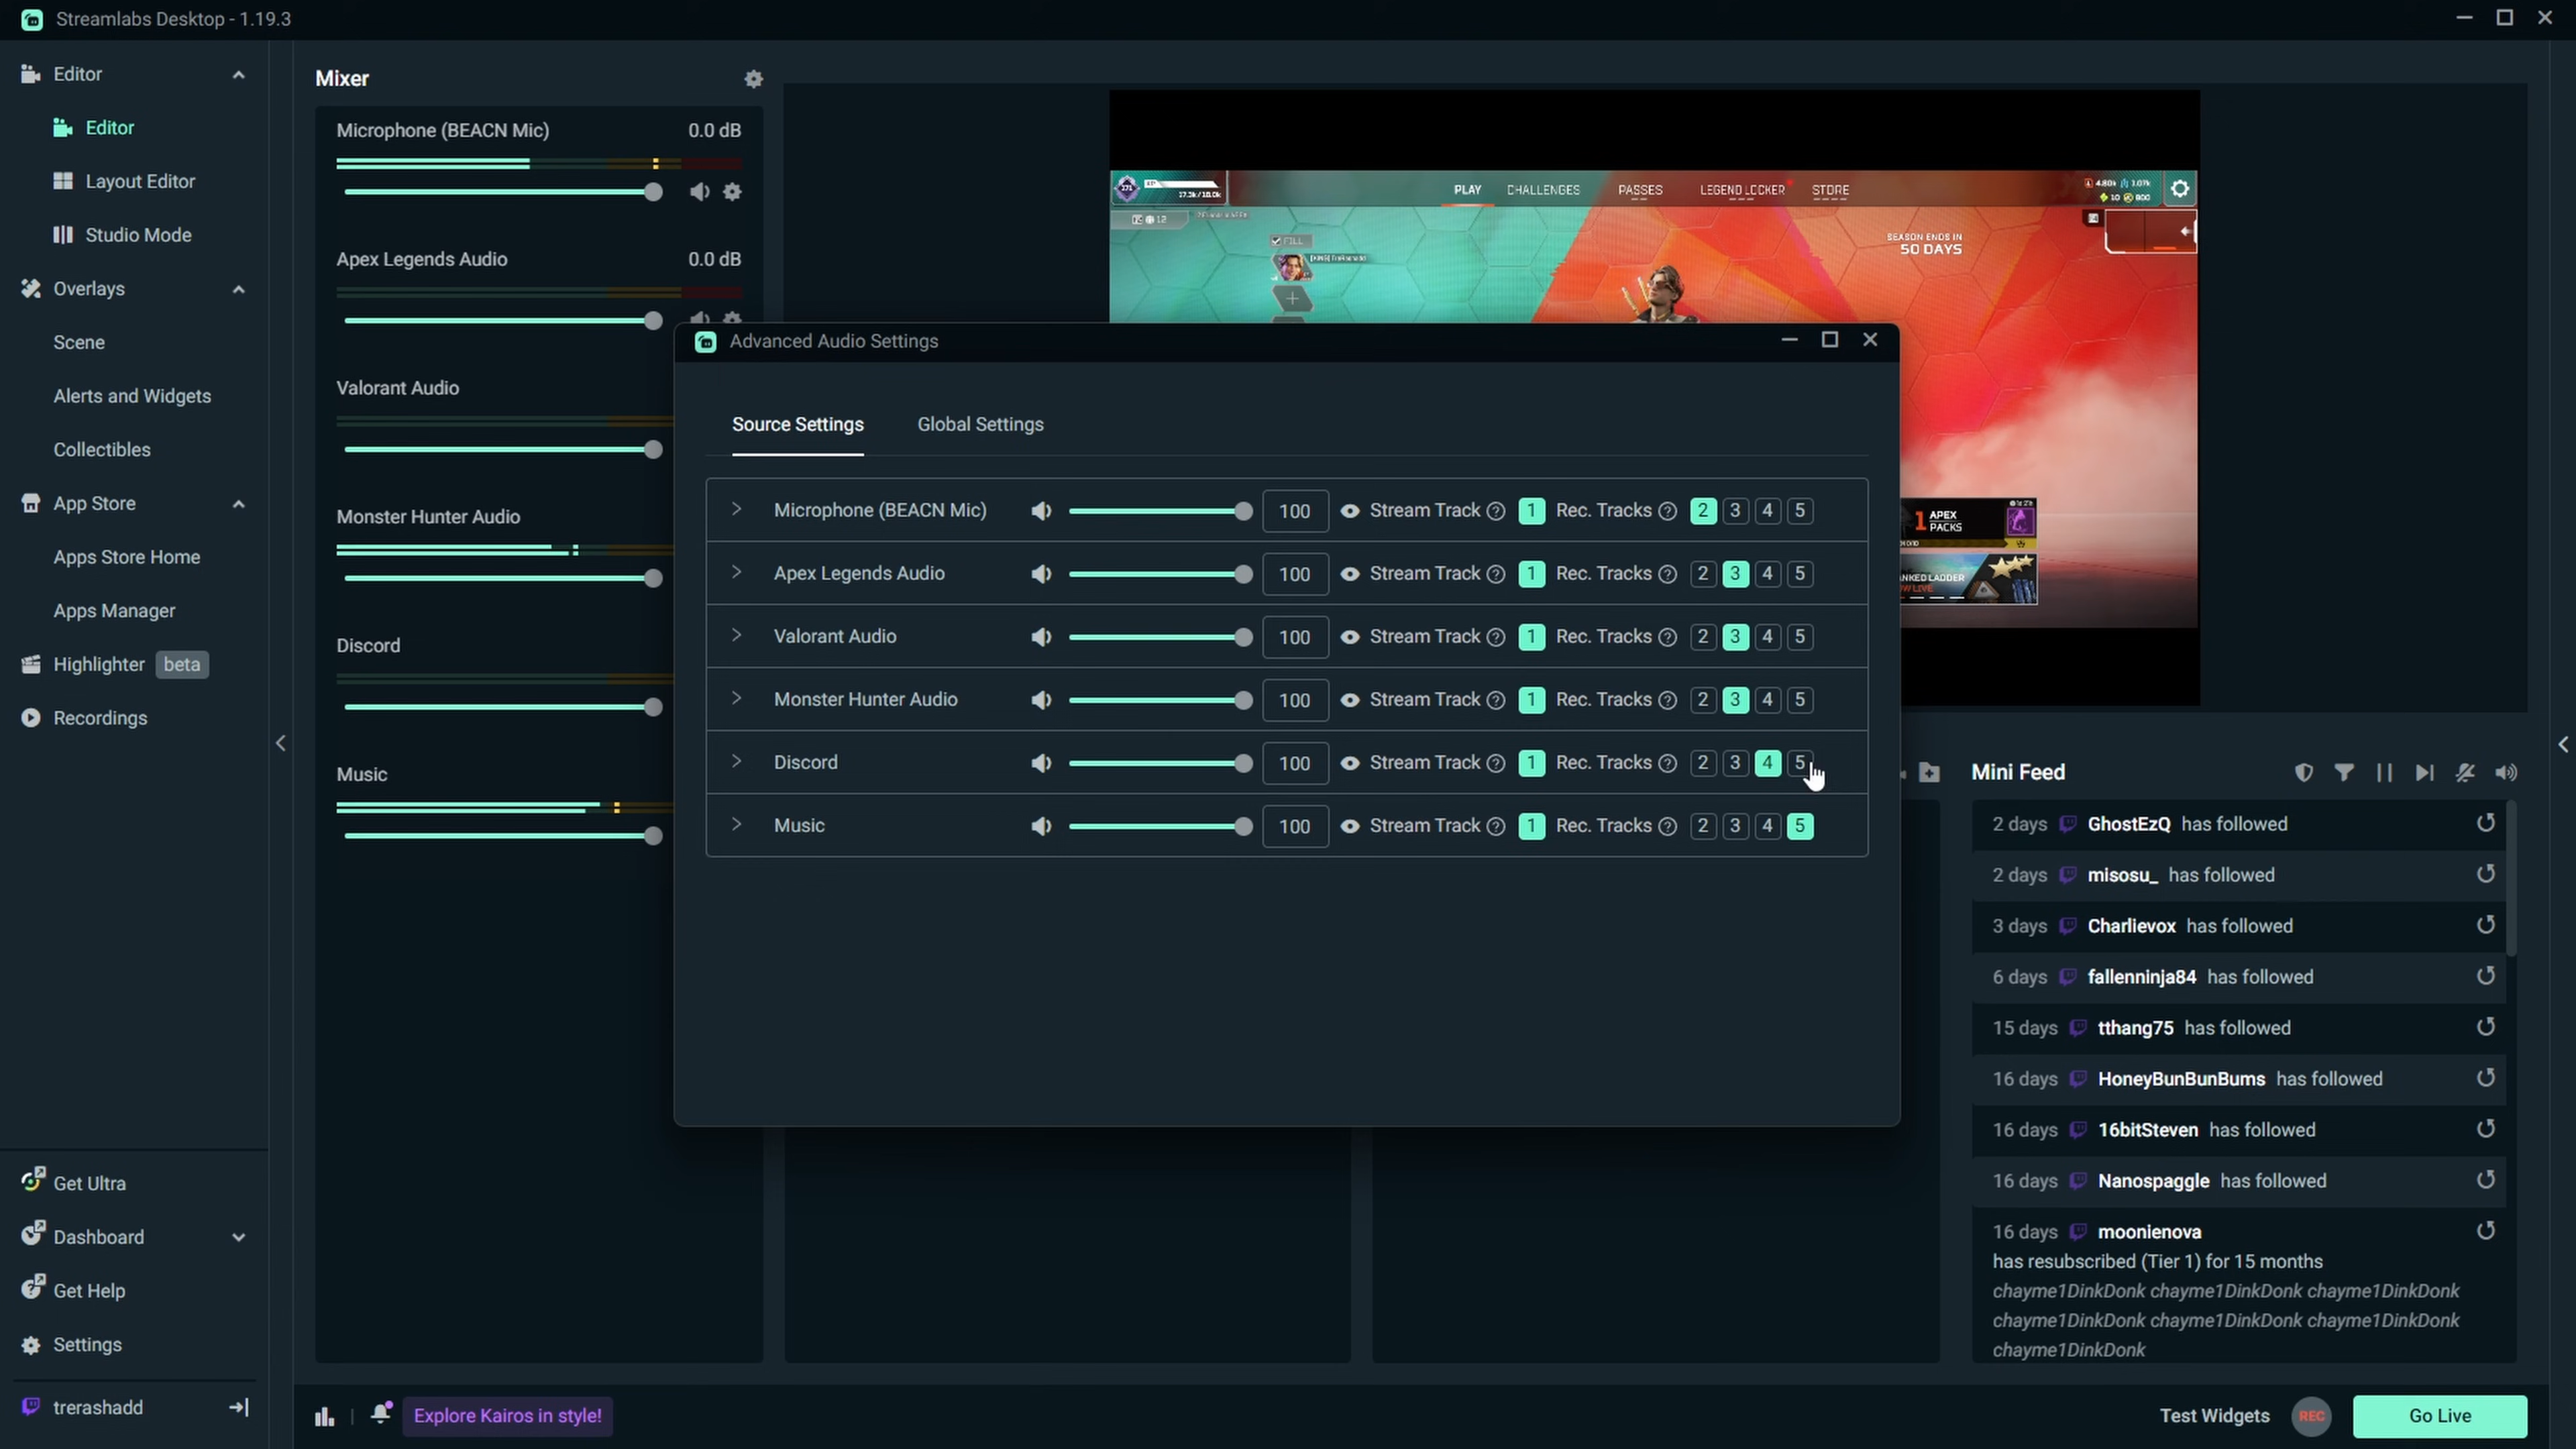 Streamlabs Desktop - 1.19.3
Editor
Editor
Layout Editor
Studio Mode
Overlays
Scene
Alerts and Widgets
Collectibles
App Store
Apps Store Home
Apps Manager
Highlighter beta
Recordings
Get Ultra
Dashboard
Get Help
Settings
trerashadd
Mixer
Microphone (BEACN Mic) 0.0 dB
Apex Legends Audio 0.0 dB
Valorant Audio
Monster Hunter Audio
Discord
Music
PLAY CHALLENGES PASSES LEGEND LOCKER STORE
FILL
SEASON ENDS IN
50 DAYS
1 APEX
PACKS
Advanced Audio Settings
Source Settings Global Settings
Microphone (BEACN Mic) 100 Stream Track ? 1 Rec. Tracks ? 2 3 4 5
Apex Legends Audio 100 Stream Track ? 1 Rec. Tracks ? 2 3 4 5
Valorant Audio 100 Stream Track ? 1 Rec. Tracks ? 2 3 4 5
Monster Hunter Audio 100 Stream Track ? 1 Rec. Tracks ? 2 3 4 5
Discord 100 Stream Track ? 1 Rec. Tracks ? 2 3 4 5
Music 100 Stream Track ? 1 Rec. Tracks ? 2 3 4 5
Mini Feed
2 days GhostEzQ has followed
2 days misosu_ has followed
3 days Charlievox has followed
6 days fallenninja84 has followed
15 days tthang75 has followed
16 days HoneyBunBunBums has followed
16 days 16bitSteven has followed
16 days Nanospaggle has followed
16 days moonienova
has resubscribed (Tier 1) for 15 months
chayme1DinkDonk chayme1DinkDonk chayme1DinkDonk
chayme1DinkDonk chayme1DinkDonk chayme1DinkDonk
chayme1DinkDonk
Explore Kairos in style!
Test Widgets REC Go Live